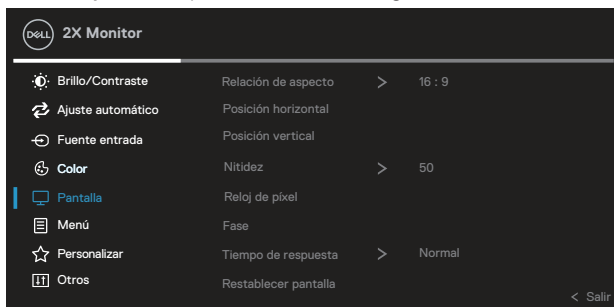 DELL 2X Monitor
Brillo/Contraste Relación de aspecto > 16 : 9
Ajuste automático Posición horizontal
Fuente entrada Posición vertical
Color Nitidez > 50
Pantalla Reloj de píxel
Menú Fase
Personalizar Tiempo de respuesta > Normal
Otros Restablecer pantalla
< Salir